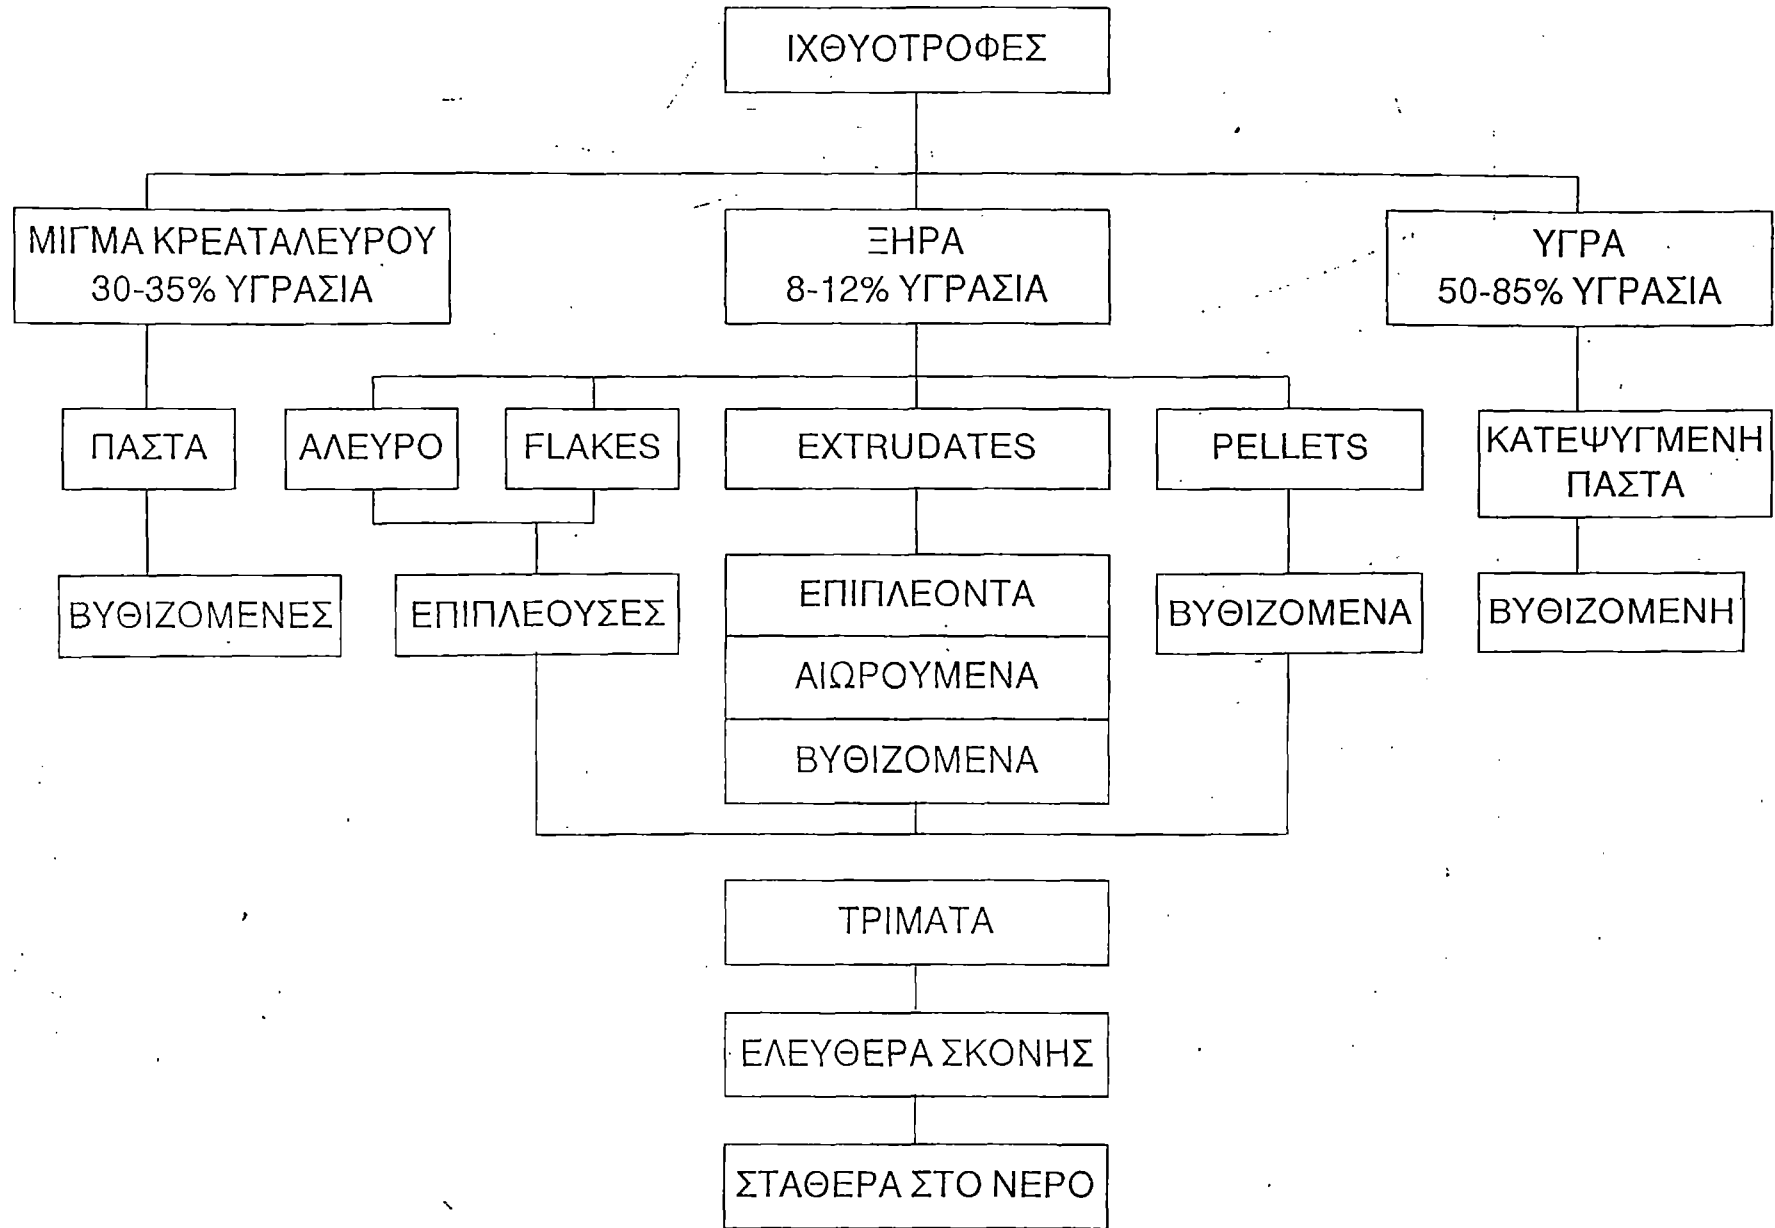 ΙΧΘΥΟΤΡΟΦΕΣ
ΜΙΓΜΑ ΚΡΕΑΤΑΛΕΥΡΟΥ
30-35% ΥΓΡΑΣΙΑ
ΞΗΡΑ
8-12% ΥΓΡΑΣΙΑ
ΥΓΡΑ
50-85% ΥΓΡΑΣΙΑ
ΠΑΣΤΑ
ΑΛΕΥΡΟ
FLAKES
EXTRUDATES
PELLETS
ΚΑΤΕΨΥΓΜΕΝΗ
ΠΑΣΤΑ
ΒΥΘΙΖΟΜΕΝΕΣ
ΕΠΙΠΛΕΟΥΣΕΣ
ΕΠΙΠΛΕΟΝΤΑ
ΑΙΩΡΟΥΜΕΝΑ
ΒΥΘΙΖΟΜΕΝΑ
ΒΥΘΙΖΟΜΕΝΑ
ΒΥΘΙΖΟΜΕΝΗ
ΤΡΙΜΑΤΑ
ΕΛΕΥΘΕΡΑ ΣΚΟΝΗΣ
ΣΤΑΘΕΡΑ ΣΤΟ ΝΕΡΟ